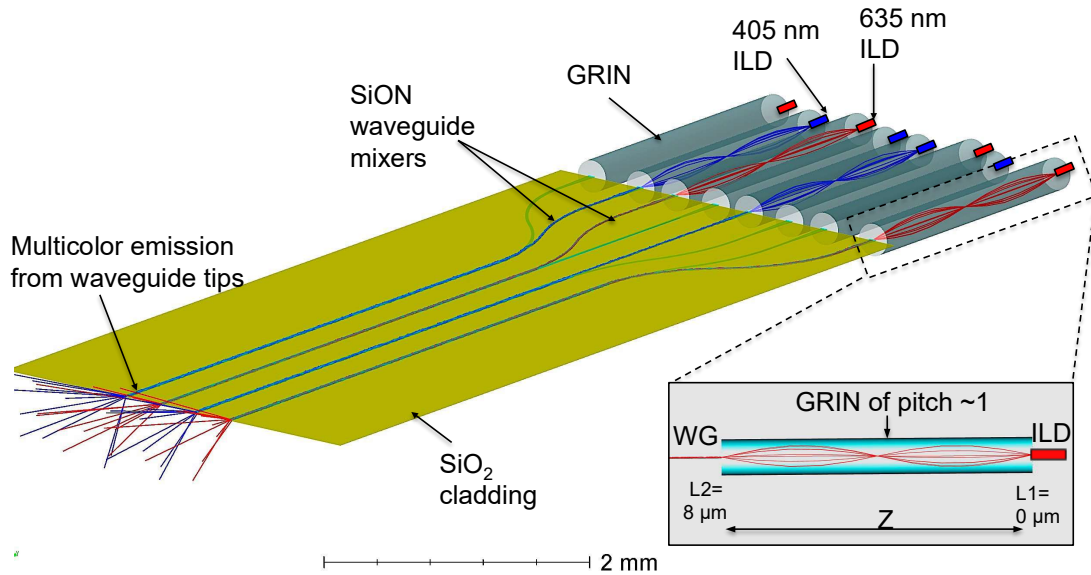 635 nm
ILD
405 nm
ILD
GRIN
SiON
waveguide
mixers
Multicolor emission
from waveguide tips
SiO₂
cladding
GRIN of pitch ~1
WG
ILD
L2=
8 µm
L1=
0 µm
Z
2 mm